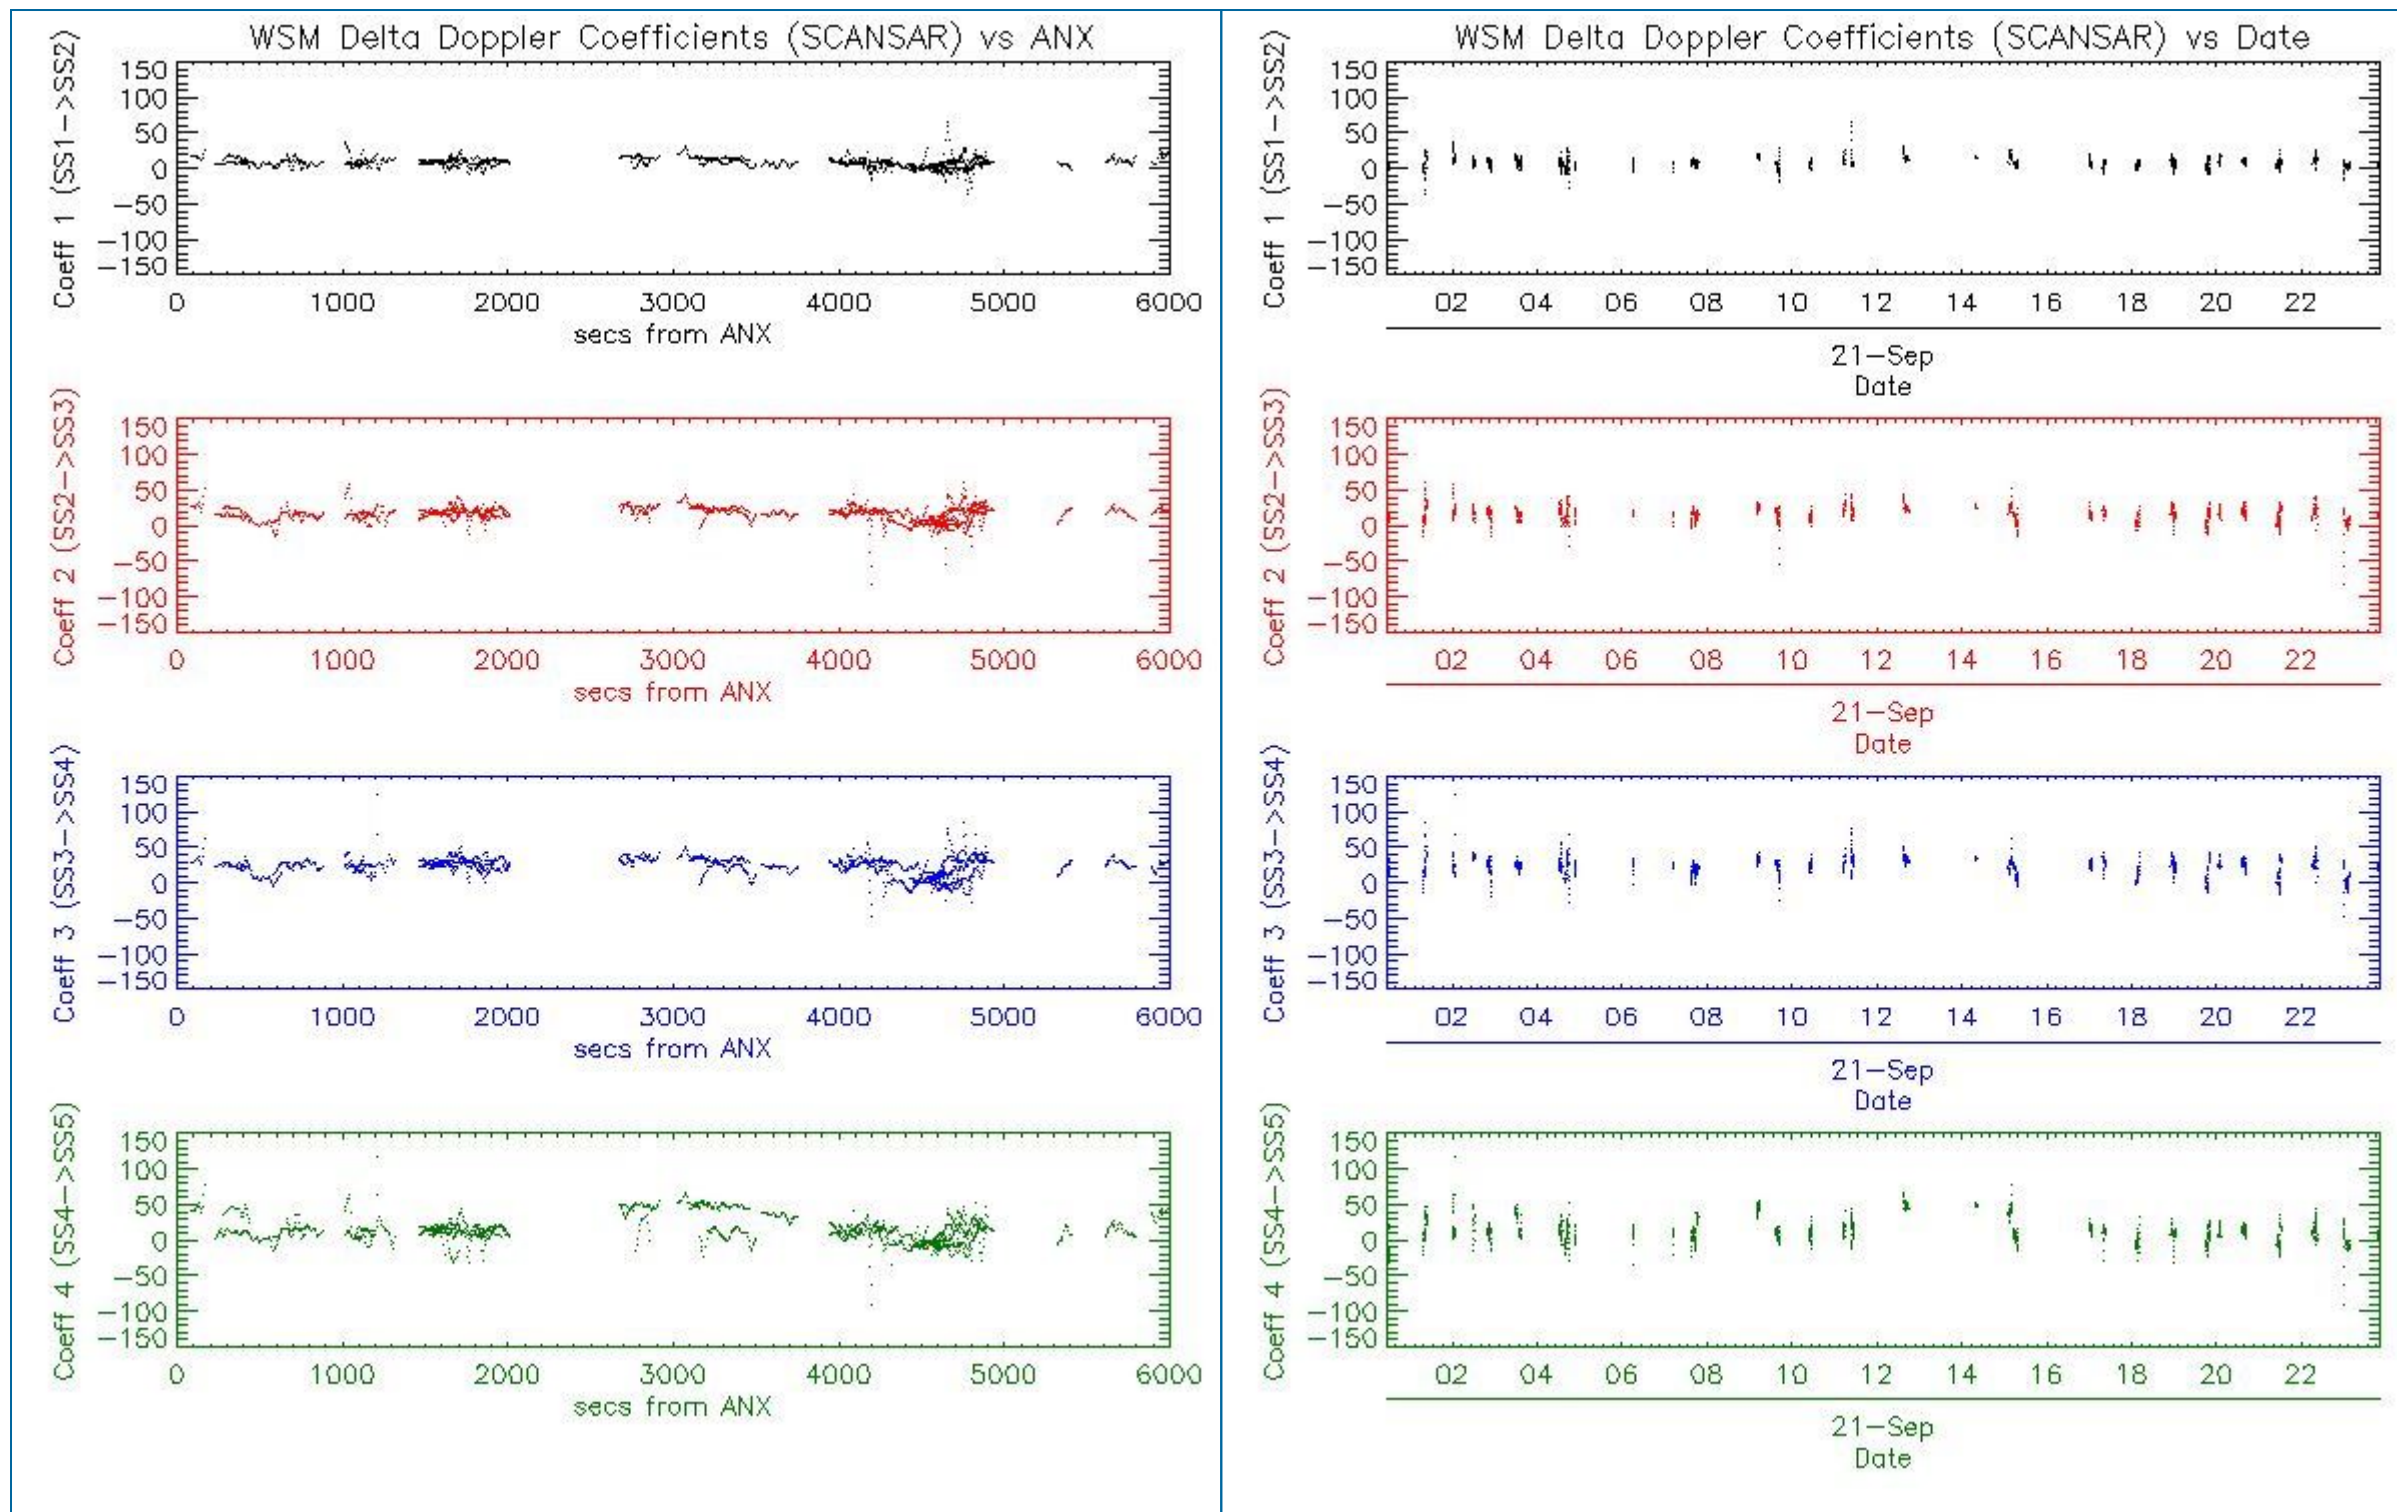 WSM Delta Doppler Coefficients (SCANSAR) vs ANX
Coeff 1 (SS1->SS2)
150
100
50
0
-50
-100
-150
0 1000 2000 3000 4000 5000 6000
secs from ANX
Coeff 2 (SS2->SS3)
150
100
50
0
-50
-100
-150
0 1000 2000 3000 4000 5000 6000
secs from ANX
Coeff 3 (SS3->SS4)
150
100
50
0
-50
-100
-150
0 1000 2000 3000 4000 5000 6000
secs from ANX
Coeff 4 (SS4->SS5)
150
100
50
0
-50
-100
-150
0 1000 2000 3000 4000 5000 6000
secs from ANX
WSM Delta Doppler Coefficients (SCANSAR) vs Date
Coeff 1 (SS1->SS2)
150
100
50
0
-50
-100
-150
02 04 06 08 10 12 14 16 18 20 22
21-Sep
Date
Coeff 2 (SS2->SS3)
150
100
50
0
-50
-100
-150
02 04 06 08 10 12 14 16 18 20 22
21-Sep
Date
Coeff 3 (SS3->SS4)
150
100
50
0
-50
-100
-150
02 04 06 08 10 12 14 16 18 20 22
21-Sep
Date
Coeff 4 (SS4->SS5)
150
100
50
0
-50
-100
-150
02 04 06 08 10 12 14 16 18 20 22
21-Sep
Date